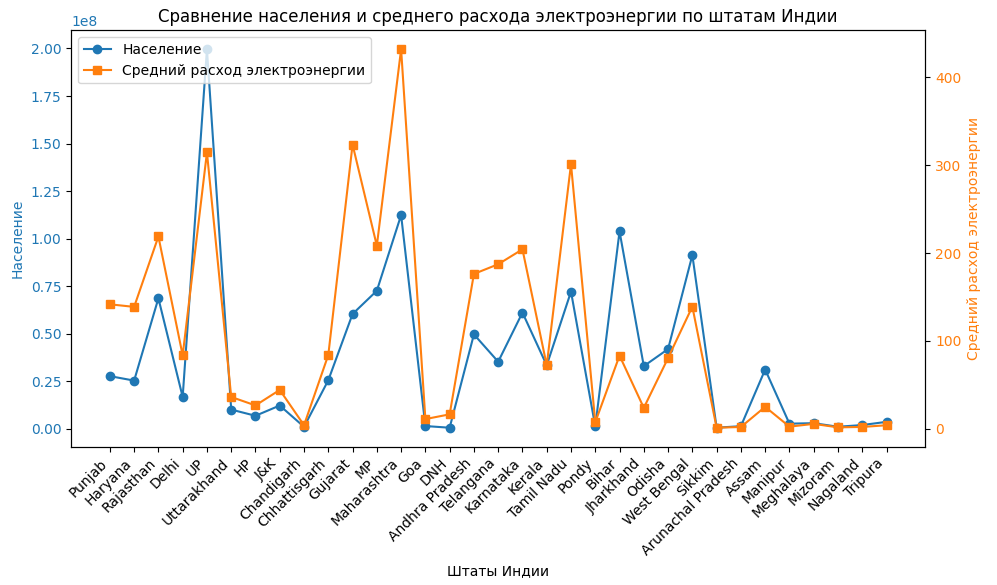 Сравнение населения и среднего расхода электроэнергии по штатам Индии
1e8
Население
Средний расход электроэнергии
2.00
1.75
1.50
1.25
1.00
0.75
0.50
0.25
0.00
Население
400
300
200
100
0
Средний расход электроэнергии
Punjab
Haryana
Rajasthan
Delhi
UP
Uttarakhand
HP
J&K
Chandigarh
Chhattisgarh
Gujarat
MP
Maharashtra
Goa
DNH
Andhra Pradesh
Telangana
Karnataka
Kerala
Tamil Nadu
Pondy
Bihar
Jharkhand
Odisha
West Bengal
Sikkim
Arunachal Pradesh
Assam
Manipur
Meghalaya
Mizoram
Nagaland
Tripura
Штаты Индии